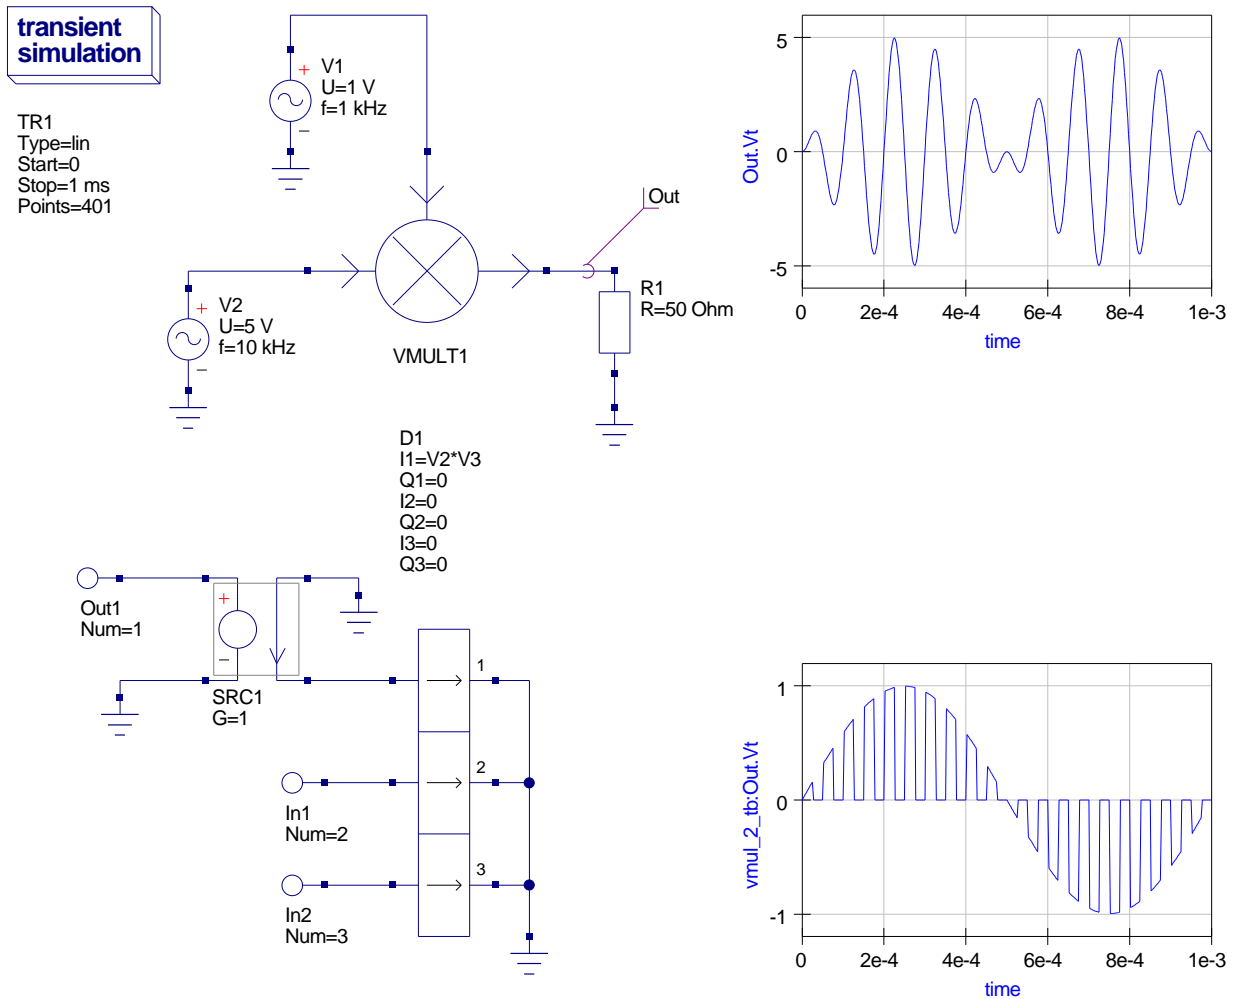 transient
simulation
TR1
Type=lin
Start=0
Stop=1 ms
Points=401
+
V1
U=1 V
f=1 kHz
−
+
V2
U=5 V
f=10 kHz
−
VMULT1
Out
R1
R=50 Ohm
Out.Vt
5
0
-5
0
2e-4
4e-4
6e-4
8e-4
1e-3
time
D1
I1=V2*V3
Q1=0
I2=0
Q2=0
I3=0
Q3=0
Out1
Num=1
+
−
SRC1
G=1
1
2
3
In1
Num=2
In2
Num=3
vmul_2_tb:Out.Vt
1
0
-1
0
2e-4
4e-4
6e-4
8e-4
1e-3
time